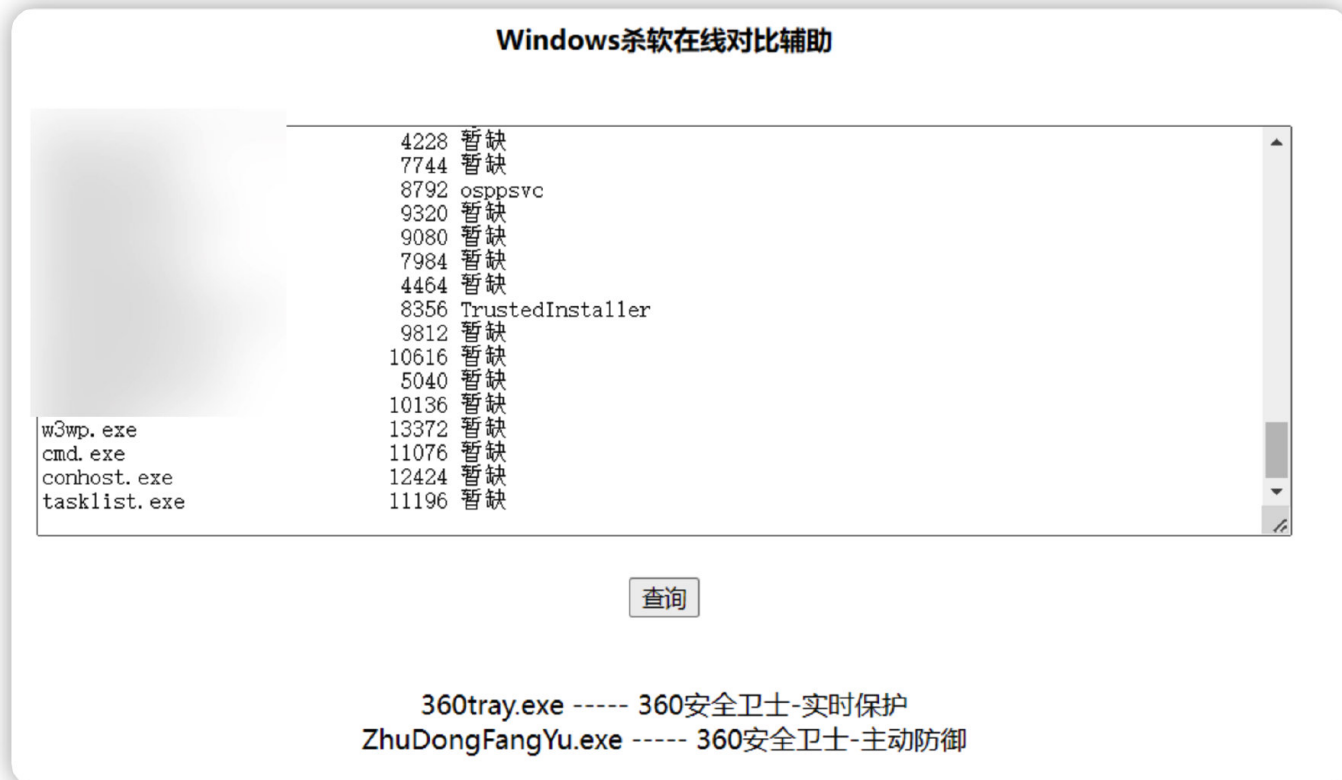 Windows杀软在线对比辅助
4228 暂缺
7744 暂缺
8792 osppsvc
9320 暂缺
9080 暂缺
7984 暂缺
4464 暂缺
8356 TrustedInstaller
9812 暂缺
10616 暂缺
5040 暂缺
10136 暂缺
w3wp.exe 13372 暂缺
cmd.exe 11076 暂缺
conhost.exe 12424 暂缺
tasklist.exe 11196 暂缺
查询
360tray.exe ----- 360安全卫士-实时保护
ZhuDongFangYu.exe ----- 360安全卫士-主动防御